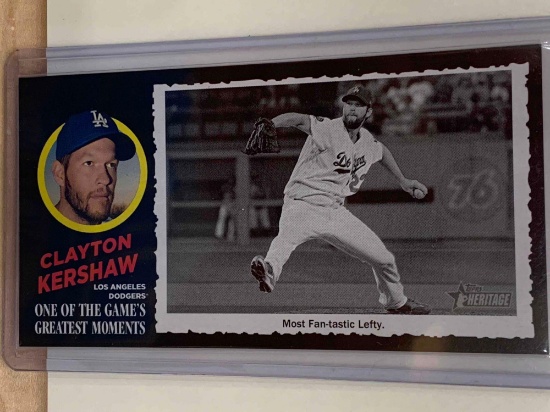 LA
CLAYTON
KERSHAW
LOS ANGELES
DODGERS
ONE OF THE GAME'S
GREATEST MOMENTS
Dodgers
76
Topps
HERITAGE
Most Fan-tastic Lefty.